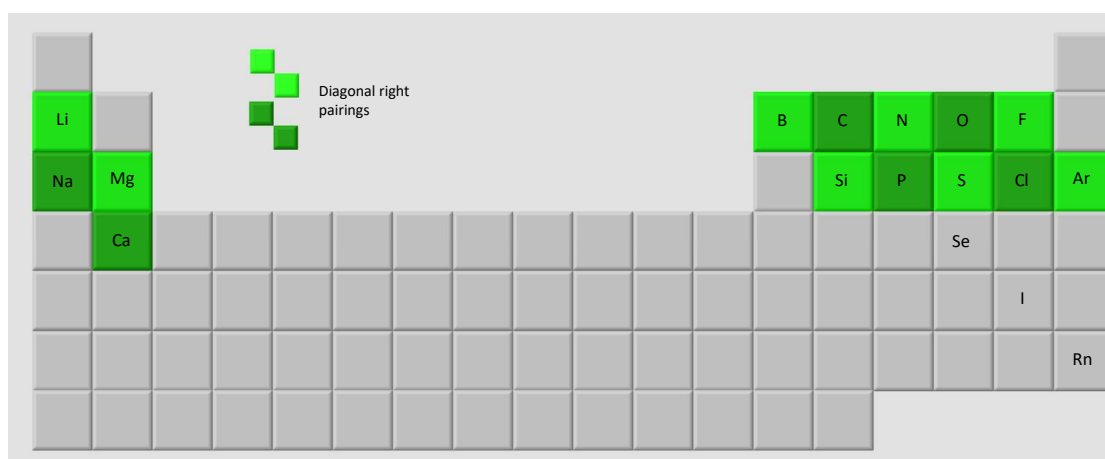 Diagonal right
pairings
Li B C N O F
Na Mg Si P S Cl Ar
Ca Se
I
Rn